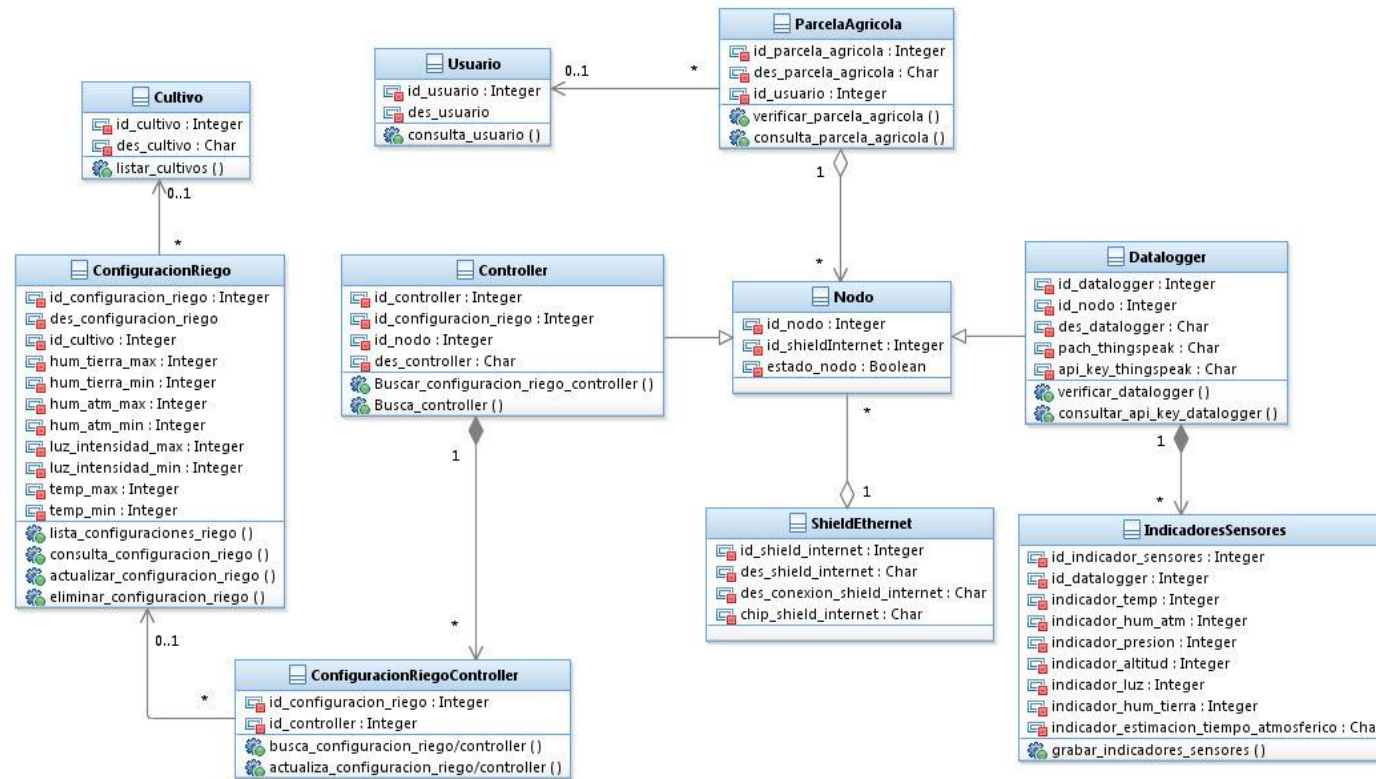 ParcelaAgricola
id_parcela_agricola : Integer
des_parcela_agricola : Char
id_usuario : Integer
verificar_parcela_agricola ()
consulta_parcela_agricola ()
Usuario
id_usuario : Integer
des_usuario
consulta_usuario ()
0..1
*
Cultivo
id_cultivo : Integer
des_cultivo : Char
listar_cultivos ()
0..1
*
1
*
ConfiguracionRiego
id_configuracion_riego : Integer
des_configuracion_riego
id_cultivo : Integer
hum_tierra_max : Integer
hum_tierra_min : Integer
hum_atm_max : Integer
hum_atm_min : Integer
luz_intensidad_max : Integer
luz_intensidad_min : Integer
temp_max : Integer
temp_min : Integer
lista_configuraciones_riego ()
consulta_configuracion_riego ()
actualizar_configuracion_riego ()
eliminar_configuracion_riego ()
Controller
id_controller : Integer
id_configuracion_riego : Integer
id_nodo : Integer
des_controller : Char
Buscar_configuracion_riego_controller ()
Busca_controller ()
Nodo
id_nodo : Integer
id_shieldInternet : Integer
estado_nodo : Boolean
Datalogger
id_datalogger : Integer
id_nodo : Integer
des_datalogger : Char
pach_thingspeak : Char
api_key_thingspeak : Char
verificar_datalogger ()
consultar_api_key_datalogger ()
1
*
*
1
1
*
ShieldEthernet
id_shield_internet : Integer
des_shield_internet : Char
des_conexion_shield_internet : Char
chip_shield_internet : Char
IndicadoresSensores
id_indicador_sensores : Integer
id_datalogger : Integer
indicador_temp : Integer
indicador_hum_atm : Integer
indicador_presion : Integer
indicador_altitud : Integer
indicador_luz : Integer
indicador_hum_tierra : Integer
indicador_estimacion_tiempo_atmosferico : Cha
grabar_indicadores_sensores ()
0..1
*
ConfiguracionRiegoController
id_configuracion_riego : Integer
id_controller : Integer
busca_configuracion_riego/controller ()
actualiza_configuracion_riego/controller ()